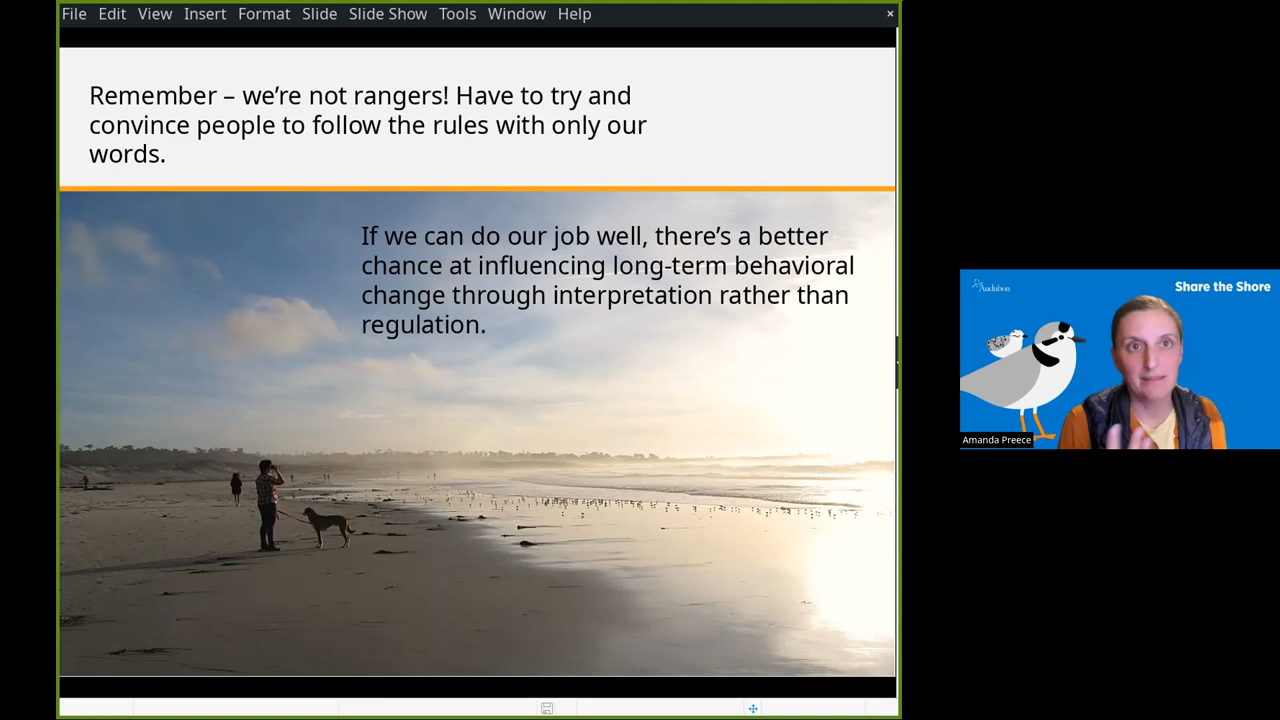 File Edit View Insert Format Slide Slide Show Tools Window Help ×
Remember – we’re not rangers! Have to try and
convince people to follow the rules with only our
words.
If we can do our job well, there’s a better
chance at influencing long-term behavioral
change through interpretation rather than
regulation.
Audubon
Share the Shore
Amanda Preece